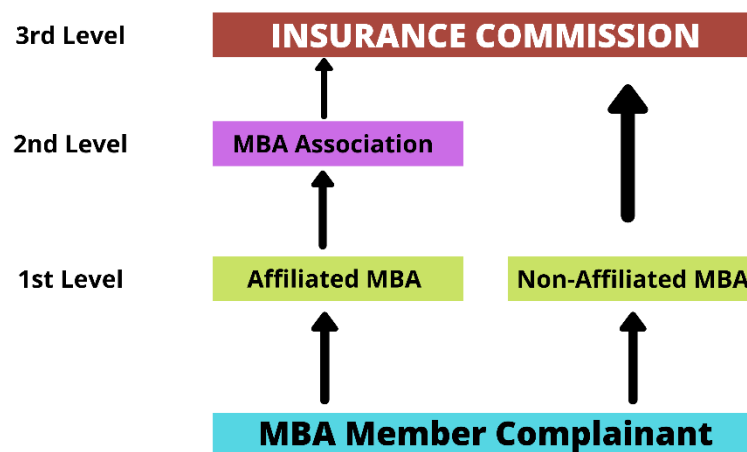 3rd Level
INSURANCE COMMISSION
2nd Level
MBA Association
1st Level
Affiliated MBA
Non-Affiliated MBA
MBA Member Complainant